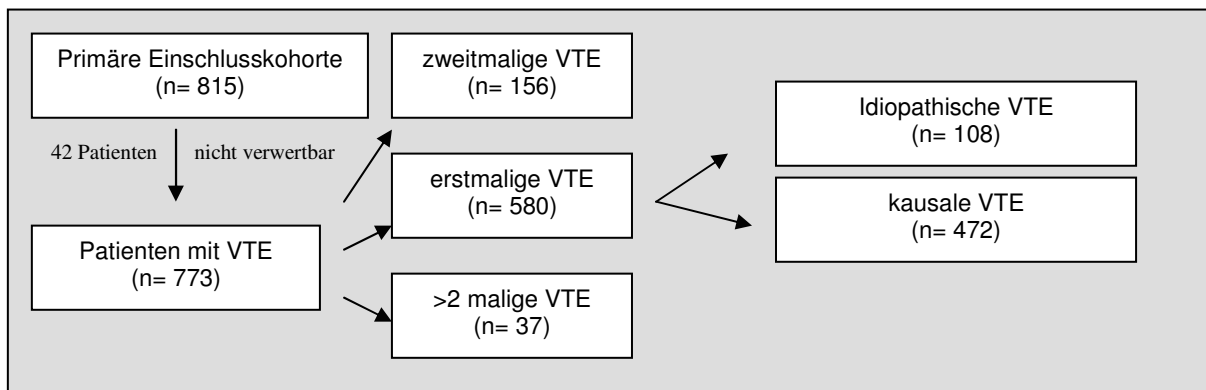 Primäre Einschlusskohorte
(n= 815)
42 Patienten nicht verwertbar
Patienten mit VTE
(n= 773)
zweitmalige VTE
(n= 156)
erstmalige VTE
(n= 580)
>2 malige VTE
(n= 37)
Idiopathische VTE
(n= 108)
kausale VTE
(n= 472)